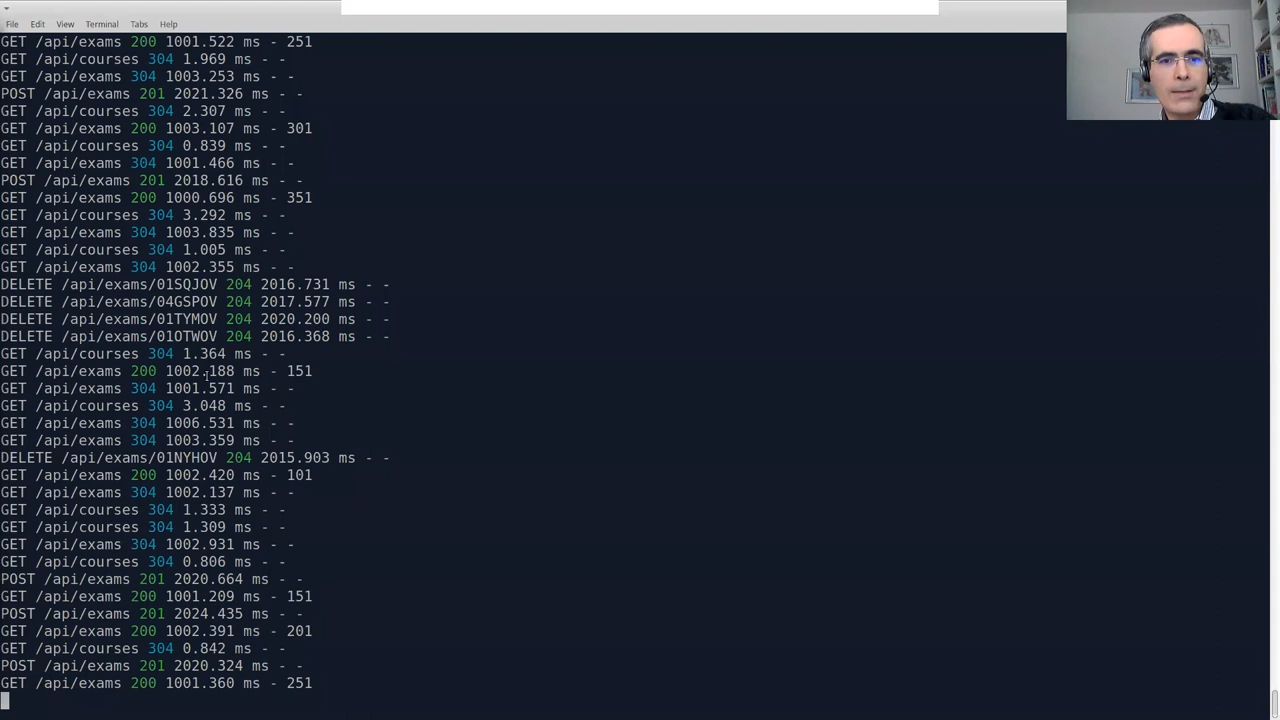 File Edit View Terminal Tabs Help
GET /api/exams 200 1001.522 ms - 251
GET /api/courses 304 1.969 ms - -
GET /api/exams 304 1003.253 ms - -
POST /api/exams 201 2021.326 ms - -
GET /api/courses 304 2.307 ms - -
GET /api/exams 200 1003.107 ms - 301
GET /api/courses 304 0.839 ms - -
GET /api/exams 304 1001.466 ms - -
POST /api/exams 201 2018.616 ms - -
GET /api/exams 200 1000.696 ms - 351
GET /api/courses 304 3.292 ms - -
GET /api/exams 304 1003.835 ms - -
GET /api/courses 304 1.005 ms - -
GET /api/exams 304 1002.355 ms - -
DELETE /api/exams/01SQJOV 204 2016.731 ms - -
DELETE /api/exams/04GSPOV 204 2017.577 ms - -
DELETE /api/exams/01TYMOV 204 2020.200 ms - -
DELETE /api/exams/01OTWOV 204 2016.368 ms - -
GET /api/courses 304 1.364 ms - -
GET /api/exams 200 1002.188 ms - 151
GET /api/exams 304 1001.571 ms - -
GET /api/courses 304 3.048 ms - -
GET /api/exams 304 1006.531 ms - -
GET /api/exams 304 1003.359 ms - -
DELETE /api/exams/01NYHOV 204 2015.903 ms - -
GET /api/exams 200 1002.420 ms - 101
GET /api/exams 304 1002.137 ms - -
GET /api/courses 304 1.333 ms - -
GET /api/courses 304 1.309 ms - -
GET /api/exams 304 1002.931 ms - -
GET /api/courses 304 0.806 ms - -
POST /api/exams 201 2020.664 ms - -
GET /api/exams 200 1001.209 ms - 151
POST /api/exams 201 2024.435 ms - -
GET /api/exams 200 1002.391 ms - 201
GET /api/courses 304 0.842 ms - -
POST /api/exams 201 2020.324 ms - -
GET /api/exams 200 1001.360 ms - 251